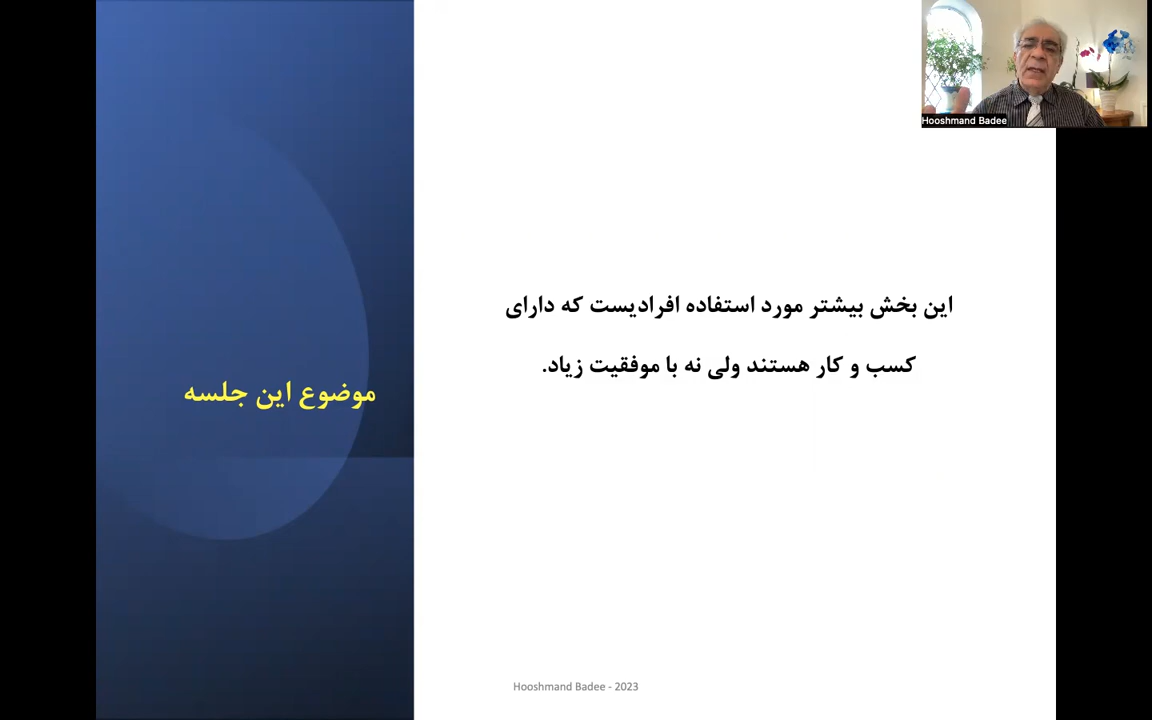 Hooshmand Badee
این بخش بیشتر مورد استفاده افرادیست که دارای
کسب و کار هستند ولی نه با موفقیت زیاد.
موضوع این جلسه
Hooshmand Badee - 2023